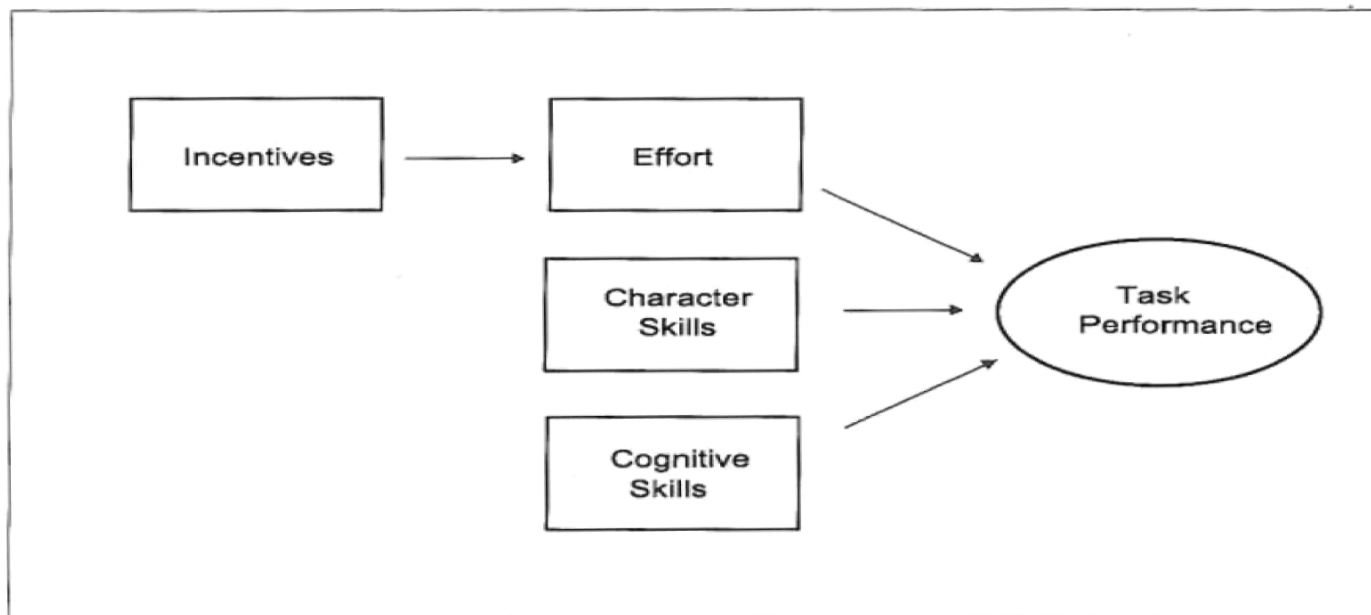 Incentives
Effort
Character
Skills
Cognitive
Skills
Task
Performance